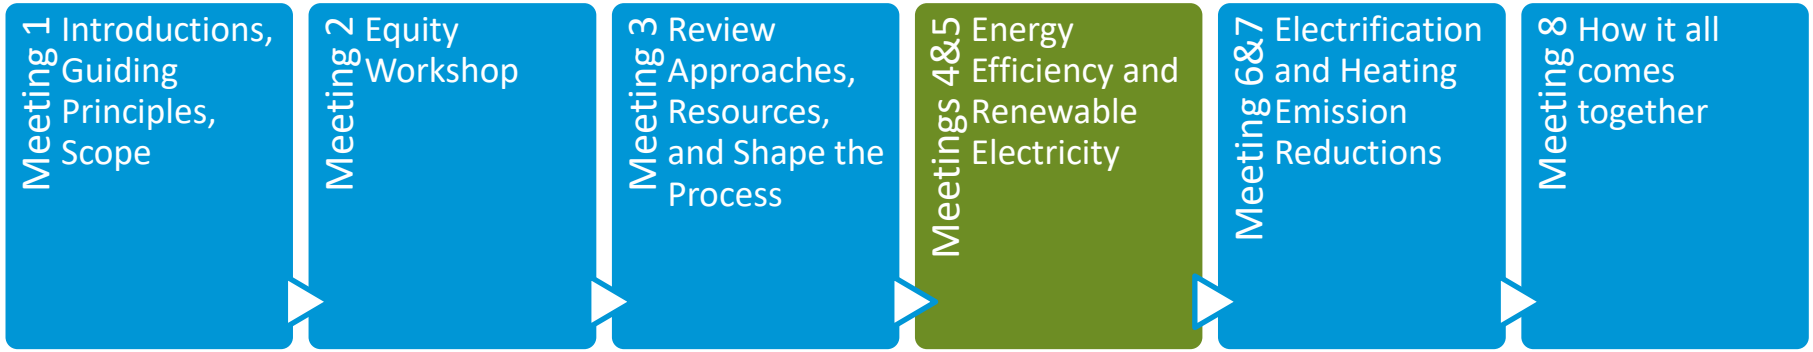 Meeting 1
Introductions,
Guiding
Principles,
Scope
Meeting 2
Equity
Workshop
Meeting 3
Review
Approaches,
Resources,
and Shape the
Process
Meetings 4&5
Energy
Efficiency and
Renewable
Electricity
Meeting 6&7
Electrification
and Heating
Emission
Reductions
Meeting 8
How it all
comes
together